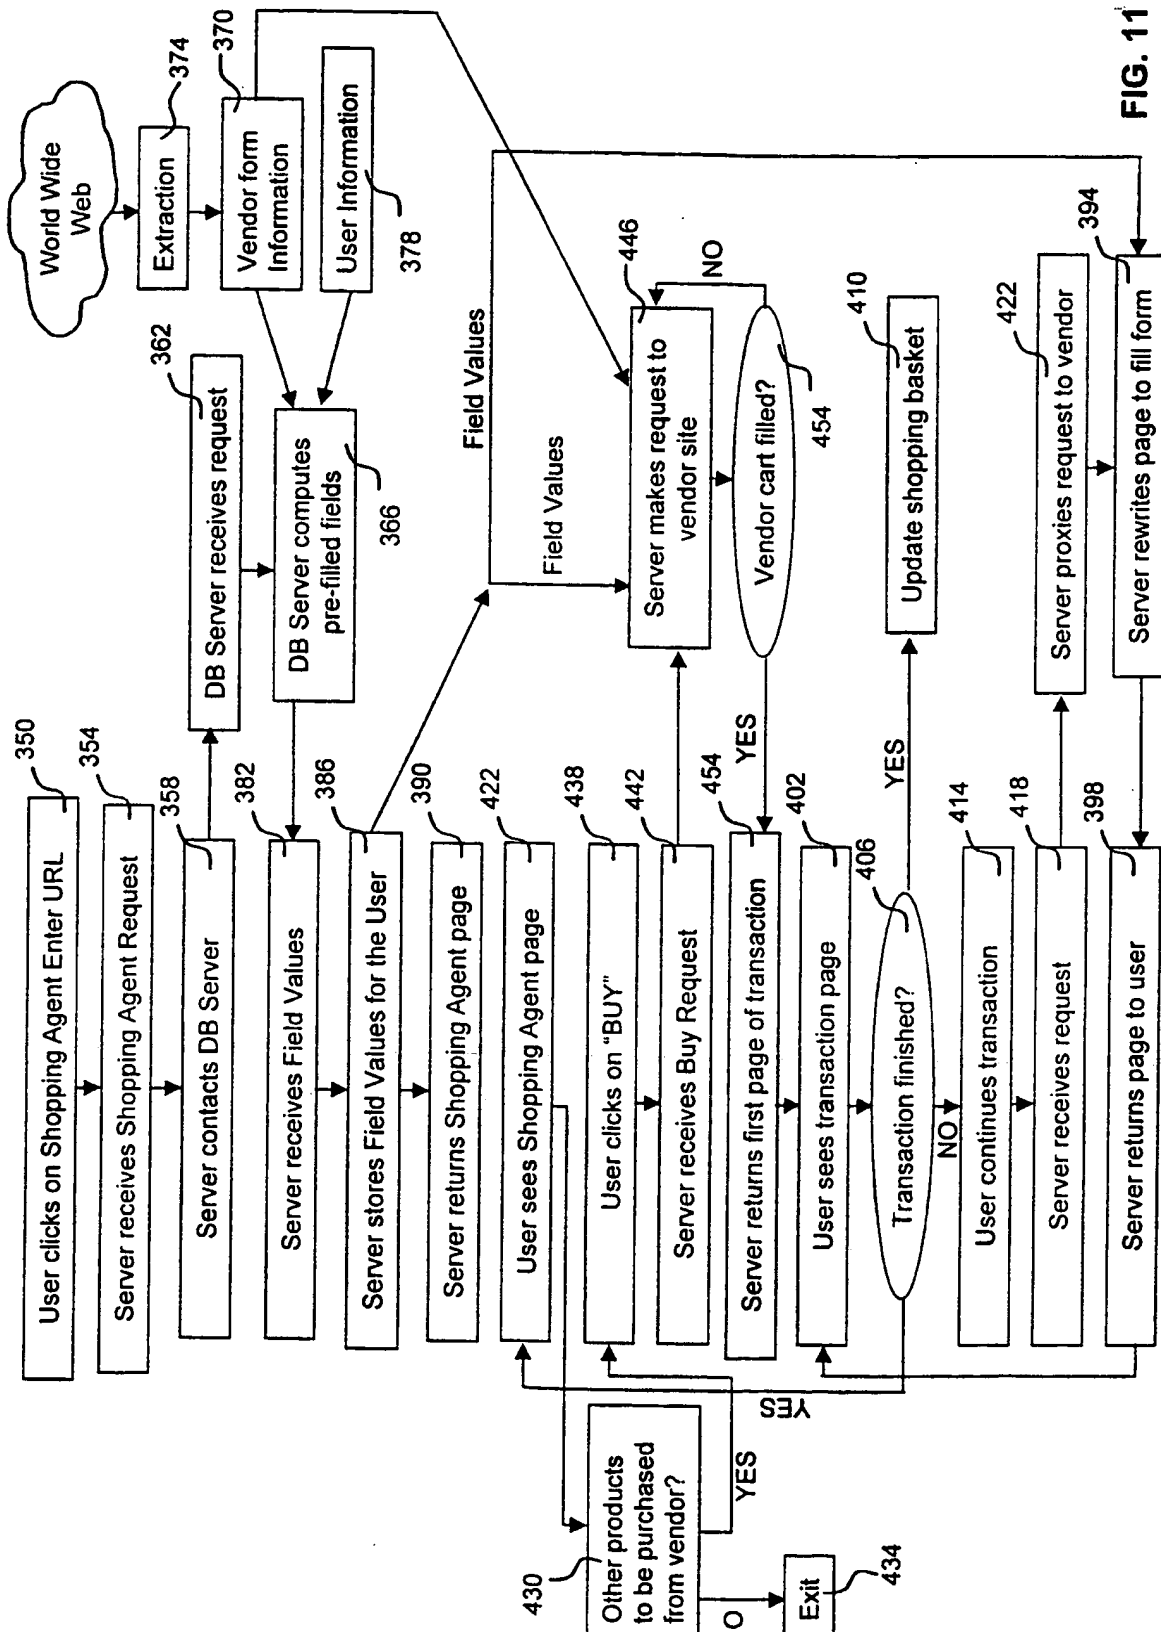 World Wide
Web
374
Extraction
370
Vendor form
Information
User Information
378
350
User clicks on Shopping Agent Enter URL
354
Server receives Shopping Agent Request
358
Server contacts DB Server
362
DB Server receives request
DB Server computes
pre-filled fields
366
382
Server receives Field Values
386
Server stores Field Values for the User
Field Values
Field Values
390
Server returns Shopping Agent page
422
User sees Shopping Agent page
430
Other products
to be purchased
from vendor?
YES
O
Exit
434
438
User clicks on "BUY"
442
Server receives Buy Request
446
Server makes request to
vendor site
NO
Vendor cart filled?
454
YES
454
Server returns first page of transaction
402
User sees transaction page
406
Transaction finished?
YES
YES
NO
410
Update shopping basket
414
User continues transaction
418
Server receives request
422
Server proxies request to vendor
394
Server rewrites page to fill form
398
Server returns page to user
FIG. 11